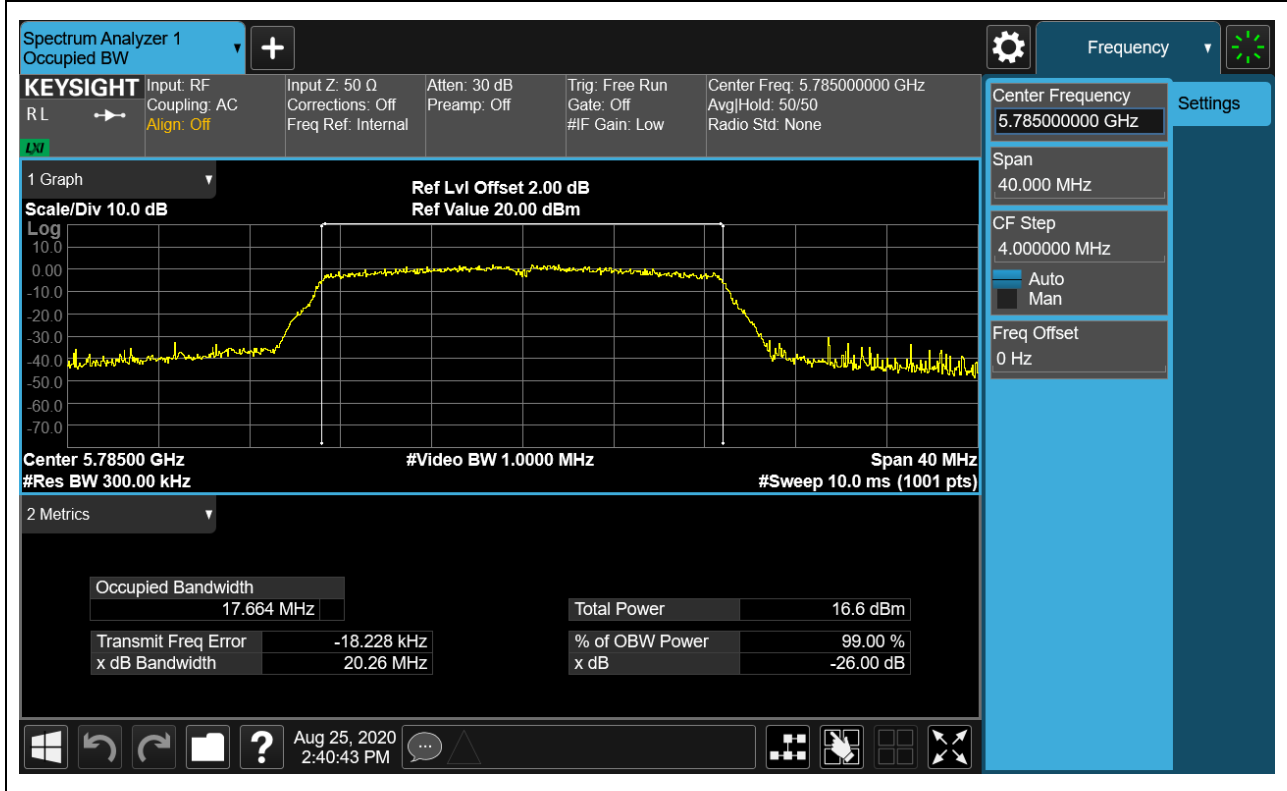 Spectrum Analyzer 1
Occupied BW
Frequency
KEYSIGHT
R L
LXI
Input: RF
Coupling: AC
Align: Off
Input Z: 50 Ω
Corrections: Off
Freq Ref: Internal
Atten: 30 dB
Preamp: Off
Trig: Free Run
Gate: Off
#IF Gain: Low
Center Freq: 5.785000000 GHz
Avg|Hold: 50/50
Radio Std: None
Center Frequency
5.785000000 GHz
Settings
Span
40.000 MHz
CF Step
4.000000 MHz
Auto
Man
Freq Offset
0 Hz
1 Graph
Scale/Div 10.0 dB
Ref Lvl Offset 2.00 dB
Ref Value 20.00 dBm
Log
10.0
0.00
-10.0
-20.0
-30.0
-40.0
-50.0
-60.0
-70.0
Center 5.78500 GHz
#Video BW 1.0000 MHz
Span 40 MHz
#Res BW 300.00 kHz
#Sweep 10.0 ms (1001 pts)
2 Metrics
Occupied Bandwidth
17.664 MHz
Total Power 16.6 dBm
Transmit Freq Error -18.228 kHz
% of OBW Power 99.00 %
x dB Bandwidth 20.26 MHz
x dB -26.00 dB
?
Aug 25, 2020
2:40:43 PM